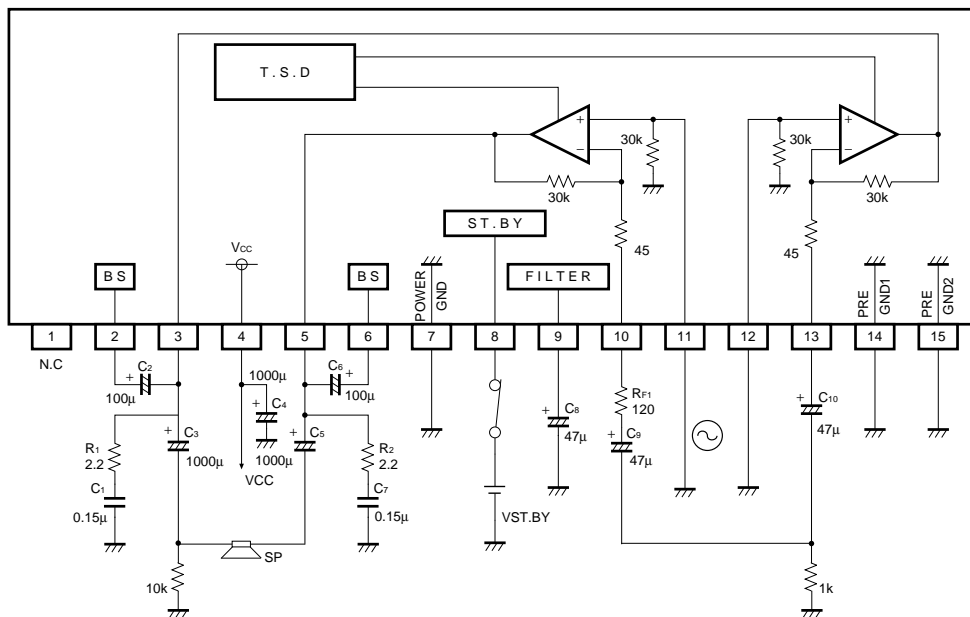 T.S.D
+
−
30k
30k
45
+
−
30k
30k
45
ST.BY
VCC
BS
BS
POWER
GND
FILTER
PRE
GND1
PRE
GND2
1
2
3
4
5
6
7
8
9
10
11
12
13
14
15
N.C
+
C2
100μ
1000μ
+
C4
C6
+
100μ
RF1
120
C10
+
47μ
R1
2.2
+
C3
1000μ
1000μ
C5
+
R2
2.2
+
C8
47μ
+
C9
47μ
C1
0.15μ
VCC
C7
0.15μ
VST.BY
SP
10k
1k